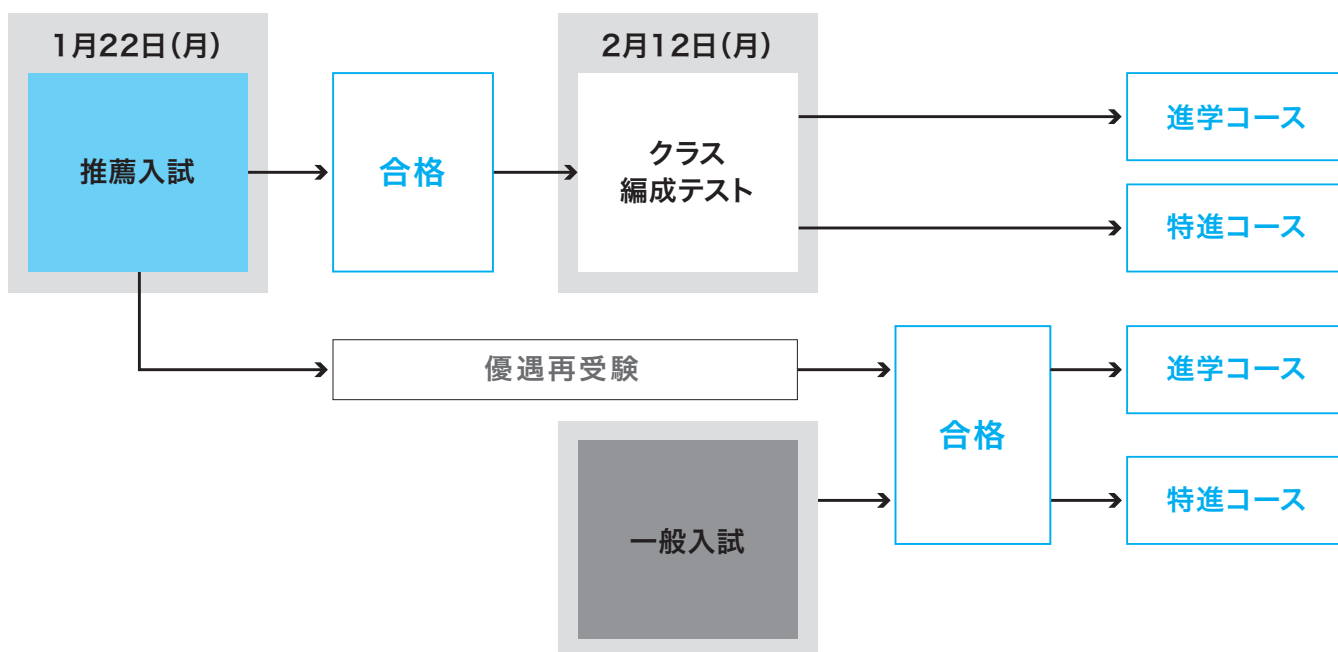 1月22日(月)
推薦入試
合格
2月12日(月)
クラス
編成テスト
進学コース
特進コース
優遇再受験
一般入試
合格
進学コース
特進コース